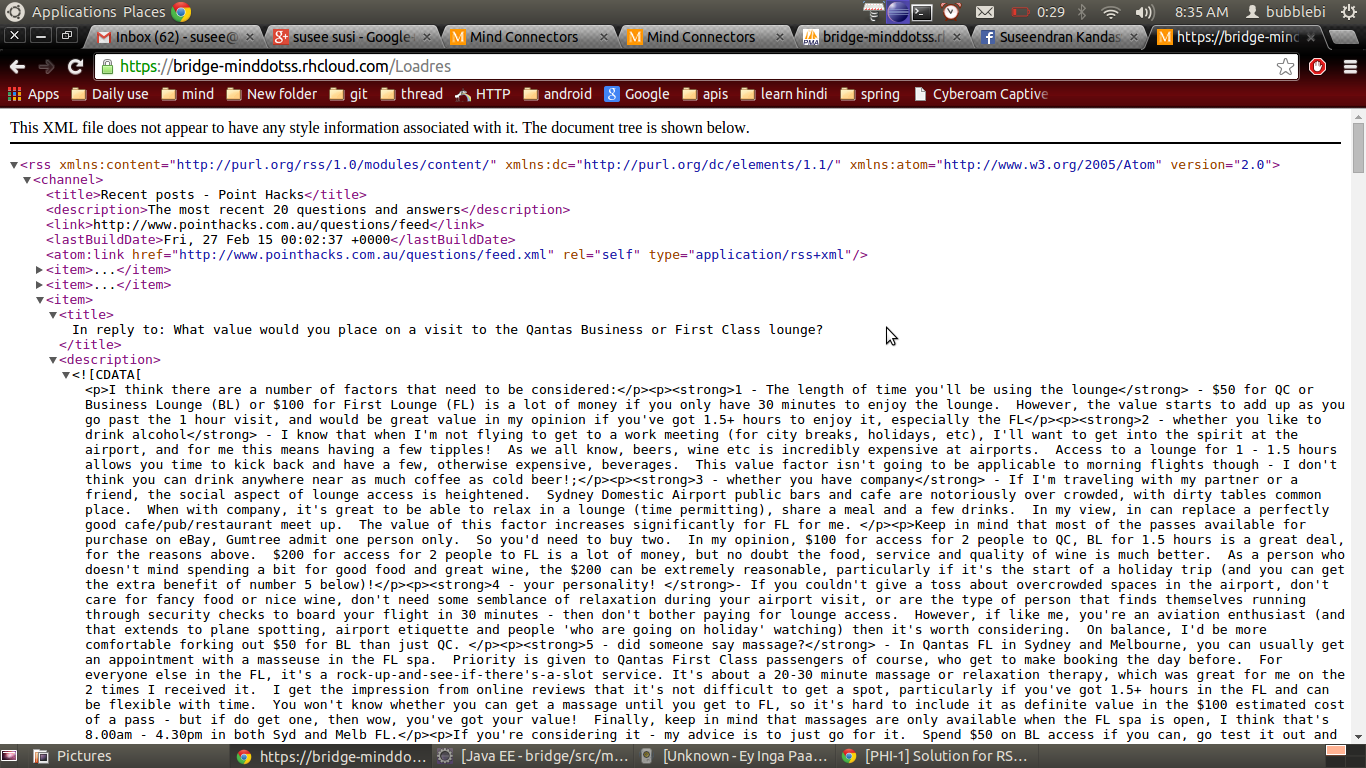 Applications Places 0:29 8:35 AM bubblebi
Inbox (62) - susee@ susee susi - Google Mind Connectors Mind Connectors bridge-minddotss.r Suseendran Kandas https://bridge-mind
https://bridge-minddotss.rhcloud.com/Loadres
Apps Daily use mind New folder git thread HTTP android Google apis learn hindi spring Cyberoam Captive
This XML file does not appear to have any style information associated with it. The document tree is shown below.
<rss xmlns:content="http://purl.org/rss/1.0/modules/content/" xmlns:dc="http://purl.org/dc/elements/1.1/" xmlns:atom="http://www.w3.org/2005/Atom" version="2.0">
<channel>
<title>Recent posts - Point Hacks</title>
<description>The most recent 20 questions and answers</description>
<link>http://www.pointhacks.com.au/questions/feed</link>
<lastBuildDate>Fri, 27 Feb 15 00:02:37 +0000</lastBuildDate>
<atom:link href="http://www.pointhacks.com.au/questions/feed.xml" rel="self" type="application/rss+xml"/>
<item>...</item>
<item>...</item>
<item>
<title>
In reply to: What value would you place on a visit to the Qantas Business or First Class lounge?
</title>
<description>
<![CDATA[
<p>I think there are a number of factors that need to be considered:</p><p><strong>1 - The length of time you'll be using the lounge</strong> - $50 for QC or
Business Lounge (BL) or $100 for First Lounge (FL) is a lot of money if you only have 30 minutes to enjoy the lounge.  However, the value starts to add up as you
go past the 1 hour visit, and would be great value in my opinion if you've got 1.5+ hours to enjoy it, especially the FL</p><p><strong>2 - whether you like to
drink alcohol</strong> - I know that when I'm not flying to get to a work meeting (for city breaks, holidays, etc), I'll want to get into the spirit at the
airport, and for me this means having a few tipples!  As we all know, beers, wine etc is incredibly expensive at airports.  Access to a lounge for 1 - 1.5 hours
allows you time to kick back and have a few, otherwise expensive, beverages.  This value factor isn't going to be applicable to morning flights though - I don't
think you can drink anywhere near as much coffee as cold beer!;</p><p><strong>3 - whether you have company</strong> - If I'm traveling with my partner or a
friend, the social aspect of lounge access is heightened.  Sydney Domestic Airport public bars and cafe are notoriously over crowded, with dirty tables common
place.  When with company, it's great to be able to relax in a lounge (time permitting), share a meal and a few drinks.  In my view, in can replace a perfectly
good cafe/pub/restaurant meet up.  The value of this factor increases significantly for FL for me. </p><p>Keep in mind that most of the passes available for
purchase on eBay, Gumtree admit one person only.  So you'd need to buy two.  In my opinion, $100 for access for 2 people to QC, BL for 1.5 hours is a great deal,
for the reasons above.  $200 for access for 2 people to FL is a lot of money, but no doubt the food, service and quality of wine is much better.  As a person who
doesn't mind spending a bit for good food and great wine, the $200 can be extremely reasonable, particularly if it's the start of a holiday trip (and you can get
the extra benefit of number 5 below)!</p><p><strong>4 - your personality! </strong>- If you couldn't give a toss about overcrowded spaces in the airport, don't
care for fancy food or nice wine, don't need some semblance of relaxation during your airport visit, or are the type of person that finds themselves running
through security checks to board your flight in 30 minutes - then don't bother paying for lounge access.  However, if like me, you're an aviation enthusiast (and
that extends to plane spotting, airport etiquette and people 'who are going on holiday' watching) then it's worth considering.  On balance, I'd be more
comfortable forking out $50 for BL than just QC. </p><p><strong>5 - did someone say massage?</strong> - In Qantas FL in Sydney and Melbourne, you can usually get
an appointment with a masseuse in the FL spa.  Priority is given to Qantas First Class passengers of course, who get to make booking the day before.  For
everyone else in the FL, it's a rock-up-and-see-if-there's-a-slot service. It's about a 20-30 minute massage or relaxation therapy, which was great for me on the
2 times I received it.  I get the impression from online reviews that it's not difficult to get a spot, particularly if you've got 1.5+ hours in the FL and can
be flexible with time.  You won't know whether you can get a massage until you get to FL, so it's hard to include it as definite value in the $100 estimated cost
of a pass - but if do get one, then wow, you've got your value!  Finally, keep in mind that massages are only available when the FL spa is open, I think that's
8.00am - 4.30pm in both Syd and Melb FL.</p><p>If you're considering it - my advice is to just go for it.  Spend $50 on BL access if you can, go test it out and
Pictures https://bridge-minddo... [Java EE - bridge/src/m... [Unknown - Ey Inga Paa... [PHI-1] Solution for RS...